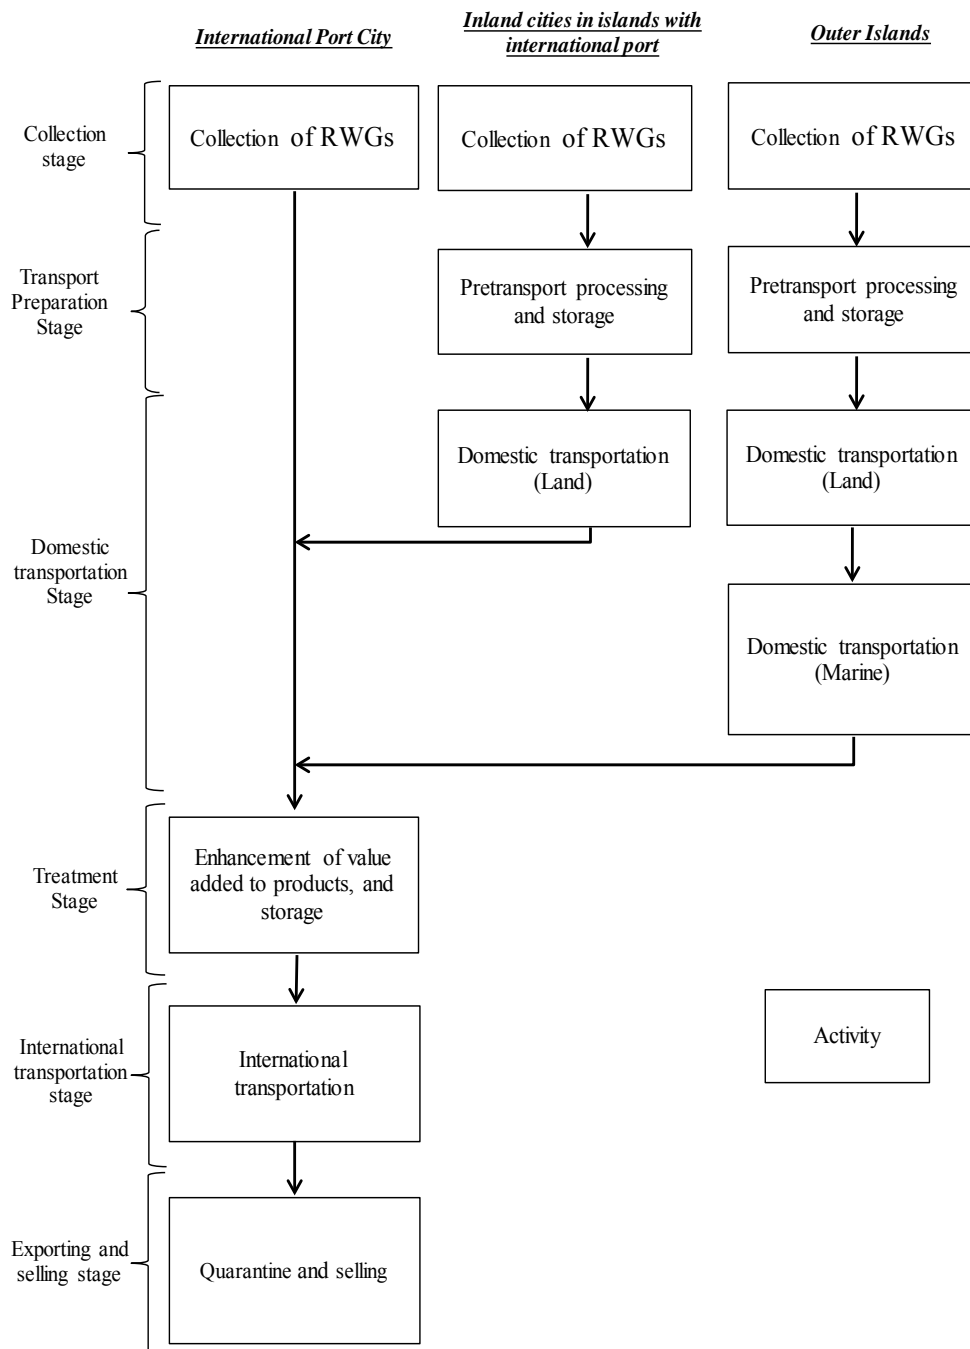 International Port City
Inland cities in islands with
international port
Outer Islands
Collection
stage
Collection of RWGs
Collection of RWGs
Collection of RWGs
Transport
Preparation
Stage
Pretransport processing
and storage
Pretransport processing
and storage
Domestic
transportation
Stage
Domestic transportation
(Land)
Domestic transportation
(Land)
Domestic transportation
(Marine)
Treatment
Stage
Enhancement of value
added to products, and
storage
International
transportation
stage
International
transportation
Activity
Exporting and
selling stage
Quarantine and selling